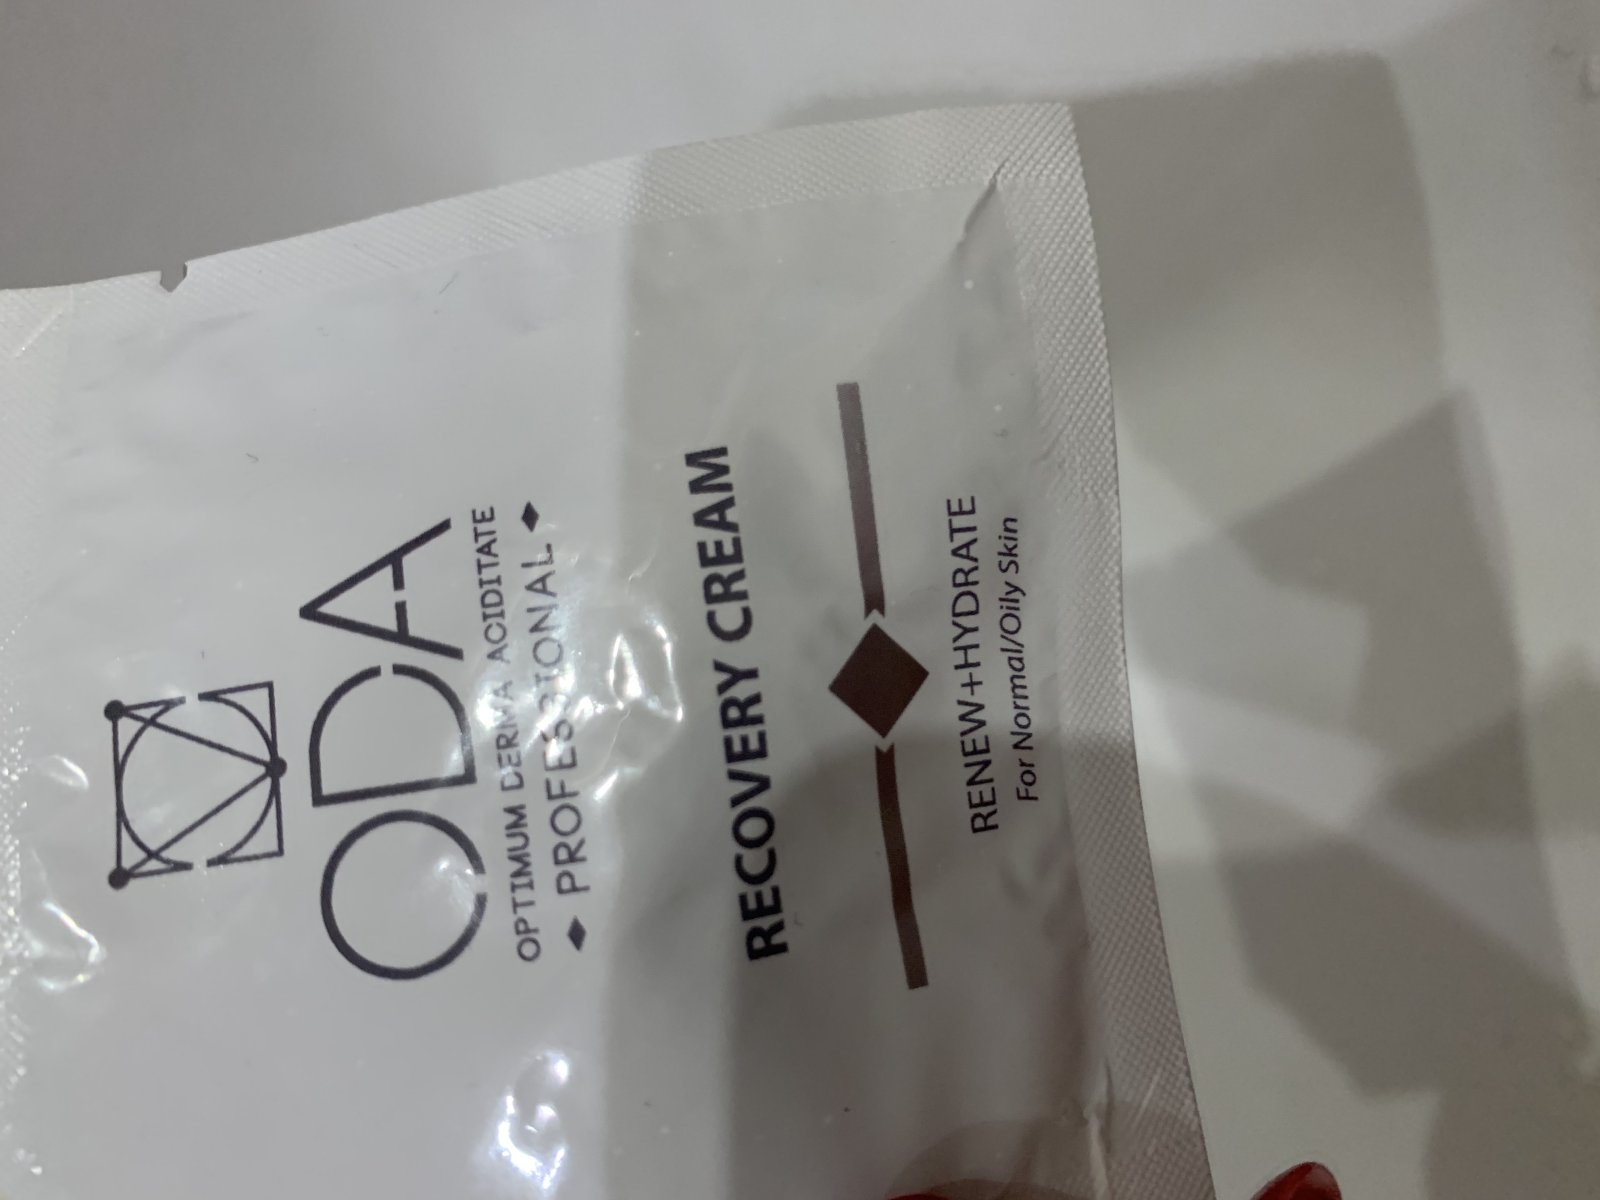 ODA
OPTIMUM DERMA ACIDITATE
PROFESSIONAL
RECOVERY CREAM
RENEW+HYDRATE
For Normal/Oily Skin